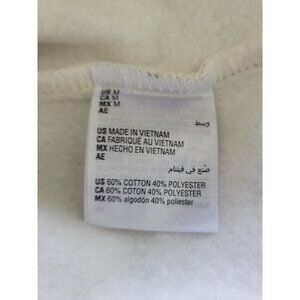 US M
CA M
MX M
AE
وسط
US MADE IN VIETNAM
CA FABRIQUÉ AU VIETNAM
MX HECHO EN VIETNAM
AE
صنع في فيتنام
US 60% COTTON 40% POLYESTER
CA 60% COTON 40% POLYESTER
MX 60% algodón 40% poliester